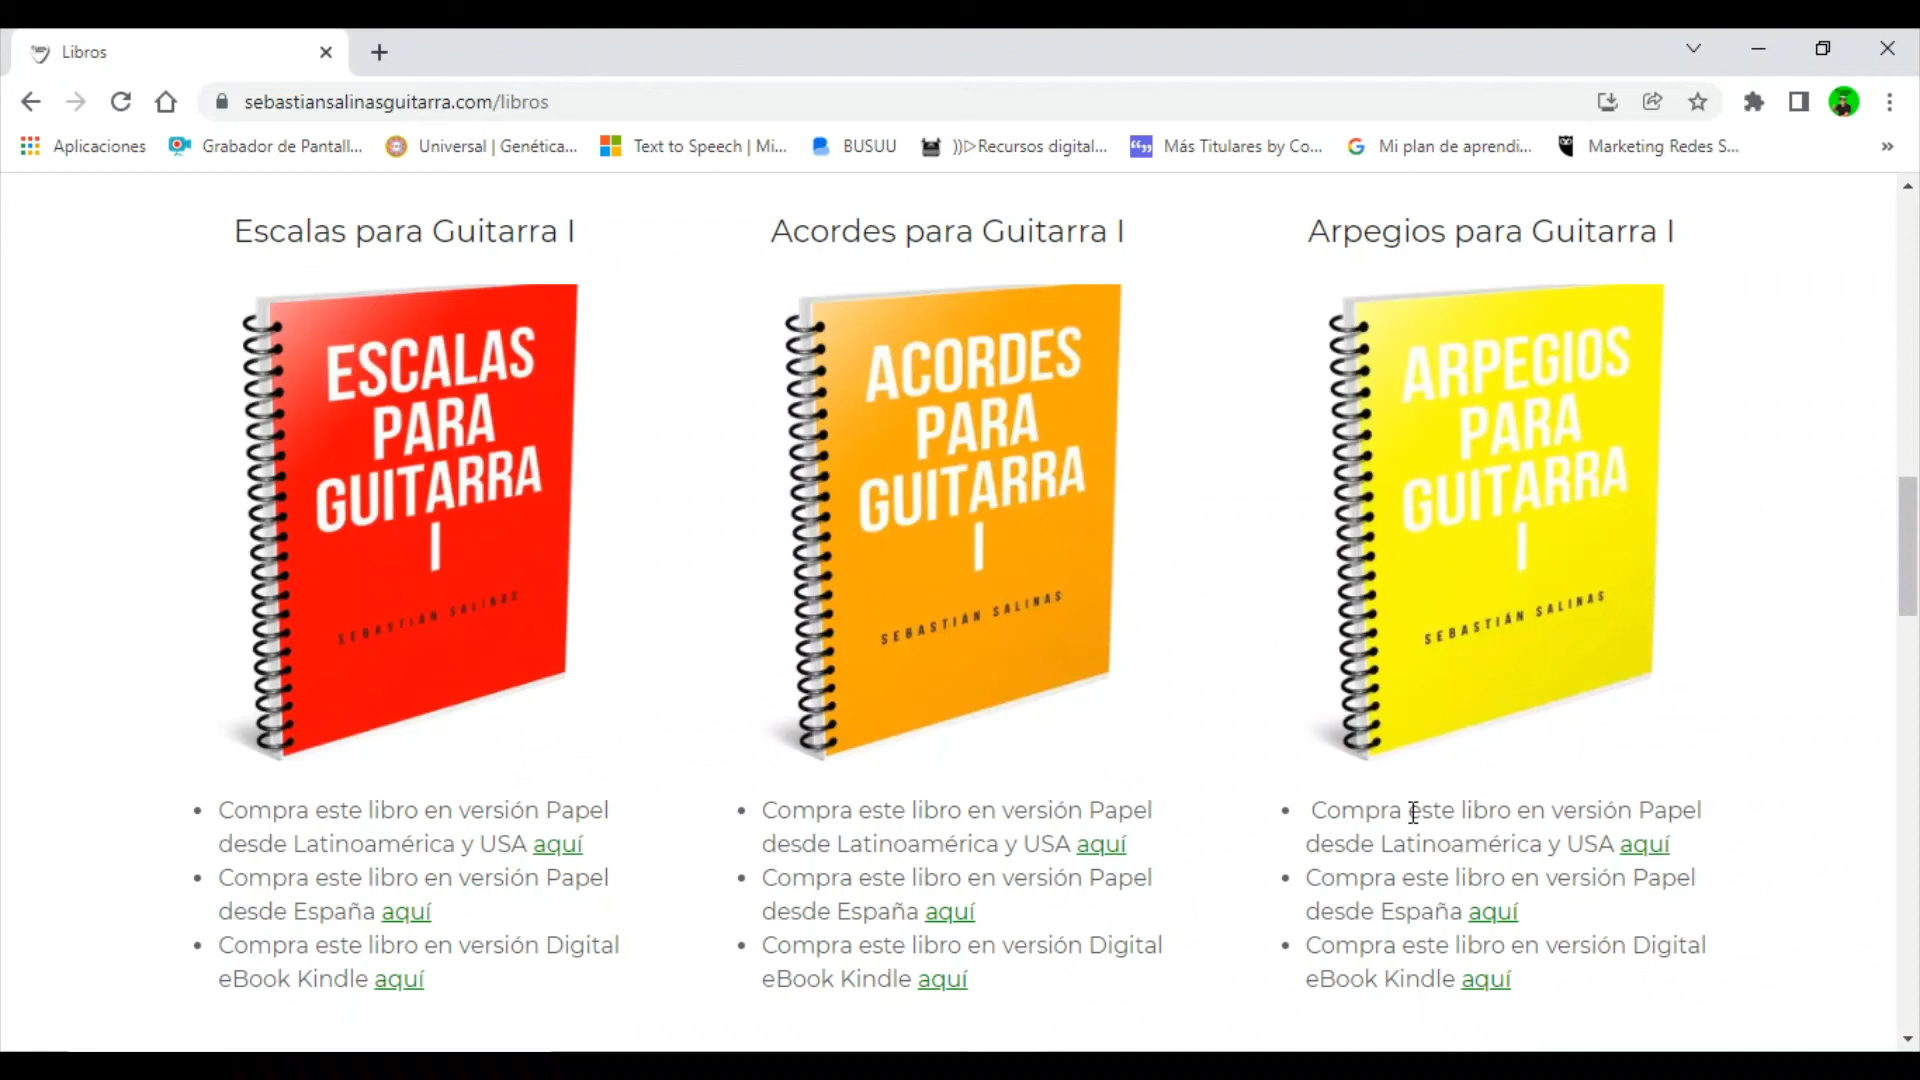 Libros
sebastiansalinasguitarra.com/libros
Aplicaciones
Grabador de Pantall...
Universal | Genética...
Text to Speech | Mi...
BUSUU
))▷Recursos digital...
Más Titulares by Co...
Mi plan de aprendi...
Marketing Redes S...
»
Escalas para Guitarra I
ESCALAS
PARA
GUITARRA
I
SEBASTIÁN SALINAS
Compra este libro en versión Papel
desde Latinoamérica y USA aquí
Compra este libro en versión Papel
desde España aquí
Compra este libro en versión Digital
eBook Kindle aquí
Acordes para Guitarra I
ACORDES
PARA
GUITARRA
I
SEBASTIÁN SALINAS
Compra este libro en versión Papel
desde Latinoamérica y USA aquí
Compra este libro en versión Papel
desde España aquí
Compra este libro en versión Digital
eBook Kindle aquí
Arpegios para Guitarra I
ARPEGIOS
PARA
GUITARRA
I
SEBASTIÁN SALINAS
Compra este libro en versión Papel
desde Latinoamérica y USA aquí
Compra este libro en versión Papel
desde España aquí
Compra este libro en versión Digital
eBook Kindle aquí